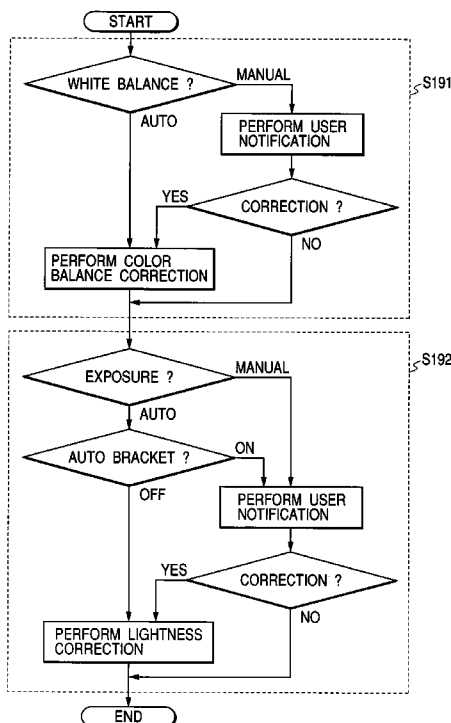 START
WHITE BALANCE ?
MANUAL
S191
AUTO
PERFORM USER
NOTIFICATION
YES
CORRECTION ?
NO
PERFORM COLOR
BALANCE CORRECTION
S192
EXPOSURE ?
MANUAL
AUTO
AUTO BRACKET ?
ON
OFF
PERFORM USER
NOTIFICATION
YES
CORRECTION ?
NO
PERFORM LIGHTNESS
CORRECTION
END